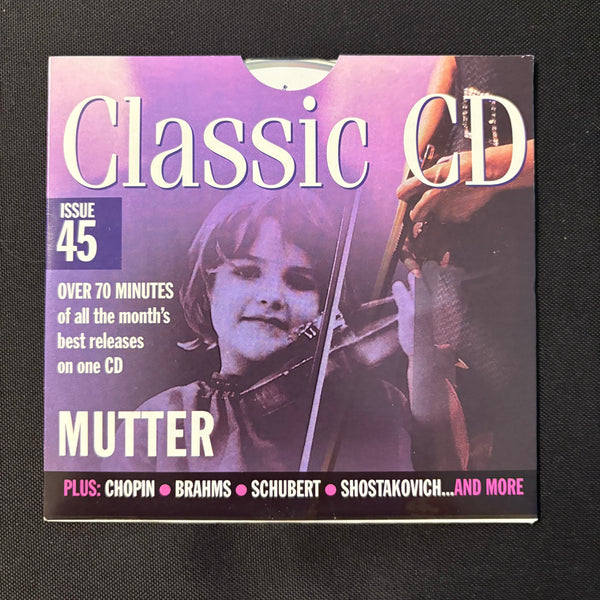 Classic CD
ISSUE
45
OVER 70 MINUTES
of all the month's
best releases
on one CD
MUTTER
PLUS: CHOPIN ● BRAHMS ● SCHUBERT ● SHOSTAKOVICH...AND MORE